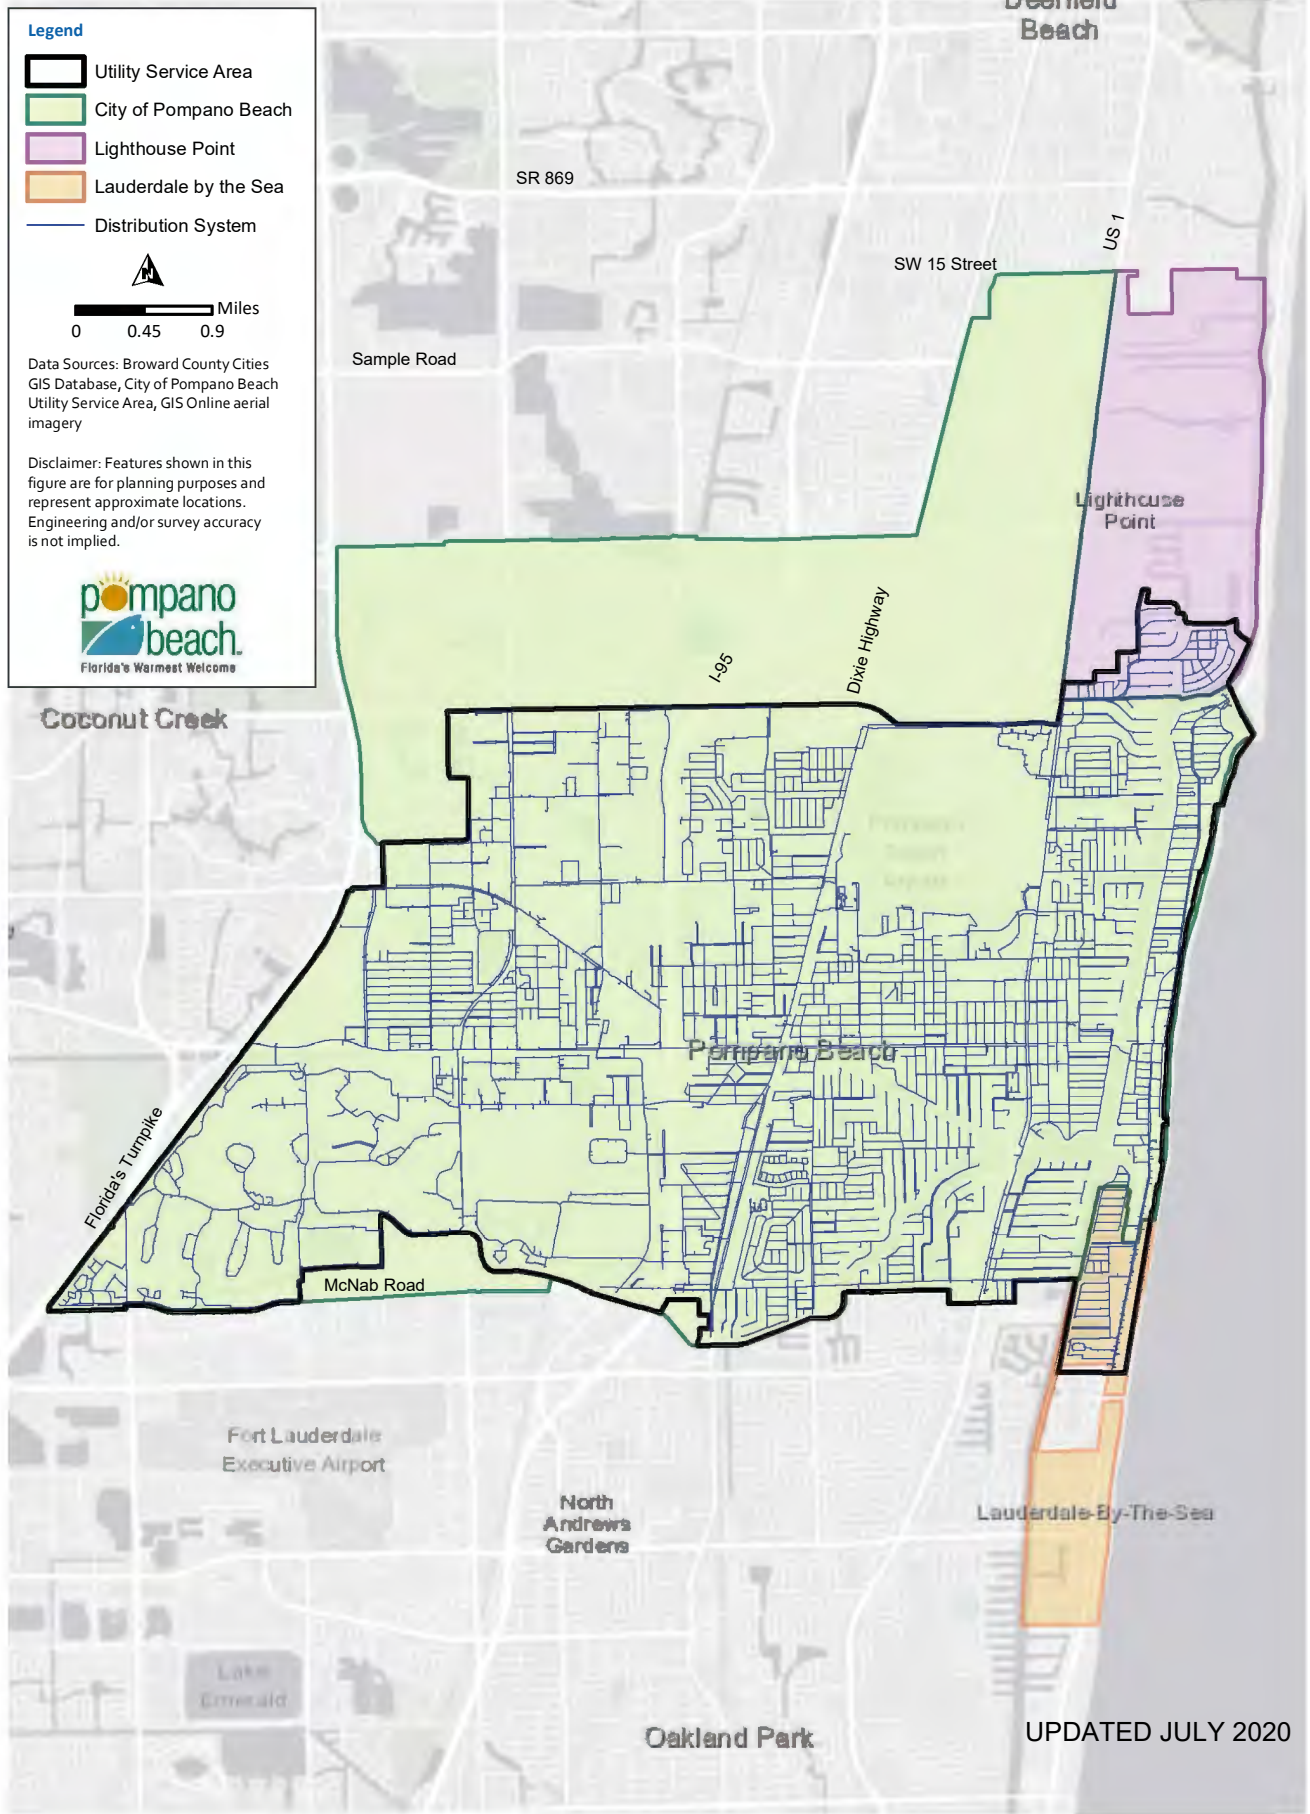 Beach
Legend
Utility Service Area
City of Pompano Beach
Lighthouse Point
Lauderdale by the Sea
Distribution System
N
Miles
0 0.45 0.9
Data Sources: Broward County Cities
GIS Database, City of Pompano Beach
Utility Service Area, GIS Online aerial
imagery
Disclaimer: Features shown in this
figure are for planning purposes and
represent approximate locations.
Engineering and/or survey accuracy
is not implied.
pompano
beach.
Florida's Warmest Welcome
SR 869
US 1
SW 15 Street
Sample Road
Lighthouse
Point
I-95
Dixie Highway
Coconut Creek
Pompano Beach
Florida's Turnpike
McNab Road
Fort Lauderdale
Executive Airport
North
Andrews
Gardens
Lauderdale-By-The-Sea
Lake
Emerald
Oakland Park
UPDATED JULY 2020